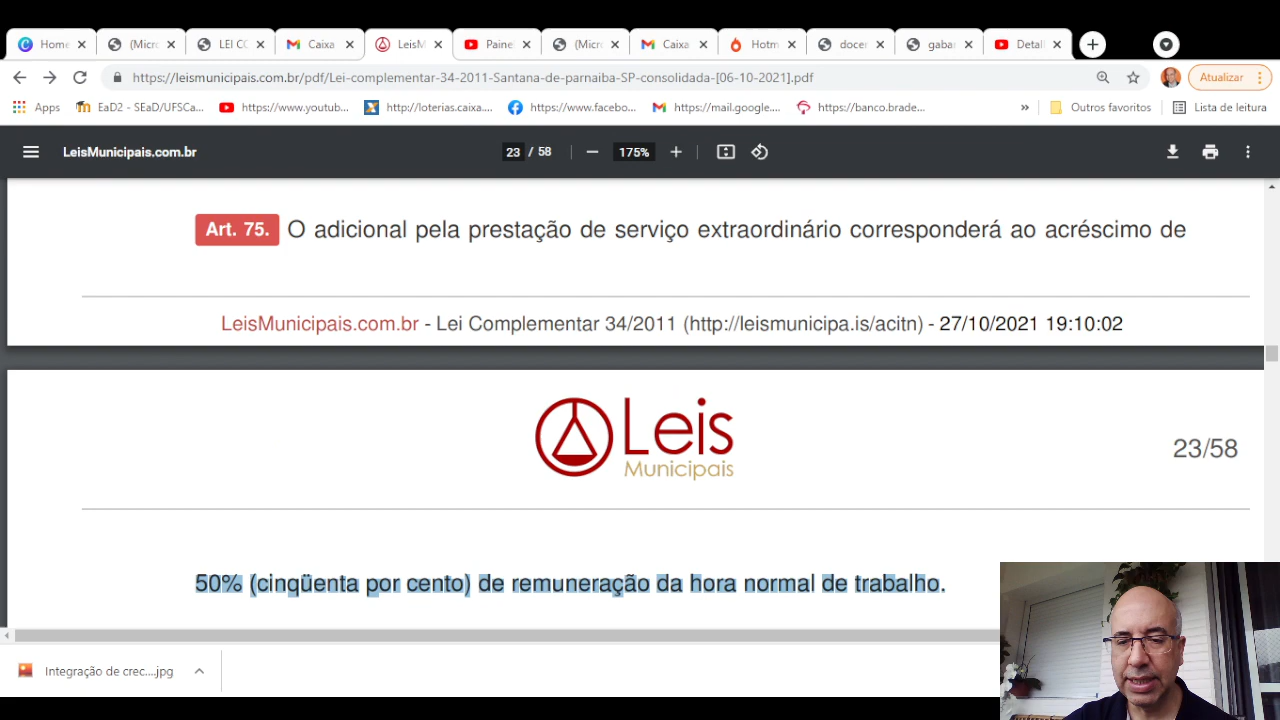 Home
(Micro
LEI CC
Caixa
LeisM
Paine
(Micro
Caixa
Hotm
docer
gabar
Detal
https://leismunicipais.com.br/pdf/Lei-complementar-34-2011-Santana-de-parnaiba-SP-consolidada-[06-10-2021].pdf
Atualizar
Apps
EaD2 - SEaD/UFSCa...
https://www.youtub...
http://loterias.caixa....
https://www.facebo...
https://mail.google....
https://banco.brade...
»
Outros favoritos
Lista de leitura
LeisMunicipais.com.br
23 / 58
175%
Art. 75. O adicional pela prestação de serviço extraordinário corresponderá ao acréscimo de
LeisMunicipais.com.br - Lei Complementar 34/2011 (http://leismunicipa.is/acitn) - 27/10/2021 19:10:02
Leis
Municipais
23/58
50% (cinqüenta por cento) de remuneração da hora normal de trabalho.
Integração de crec....jpg